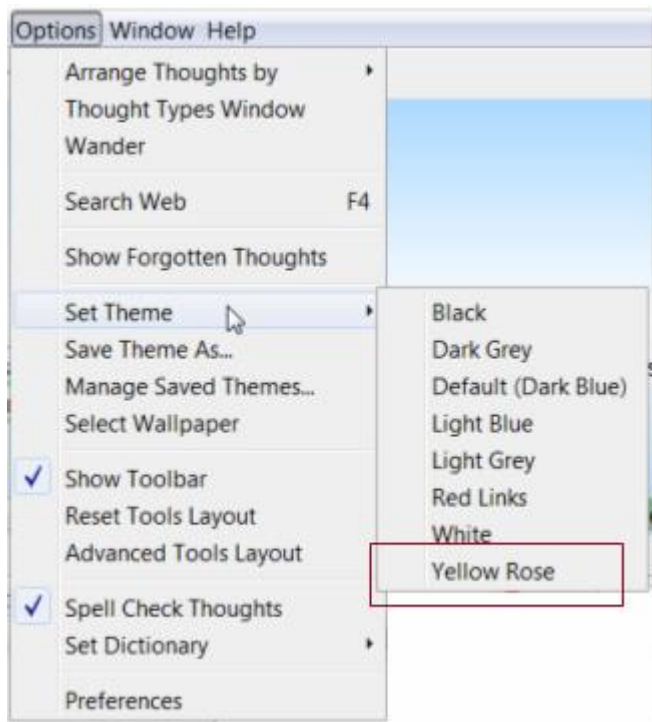 Options Window Help
Arrange Thoughts by
Thought Types Window
Wander
Search Web F4
Show Forgotten Thoughts
Set Theme
Save Theme As...
Manage Saved Themes...
Select Wallpaper
Show Toolbar
Reset Tools Layout
Advanced Tools Layout
Spell Check Thoughts
Set Dictionary
Preferences
Black
Dark Grey
Default (Dark Blue)
Light Blue
Light Grey
Red Links
White
Yellow Rose